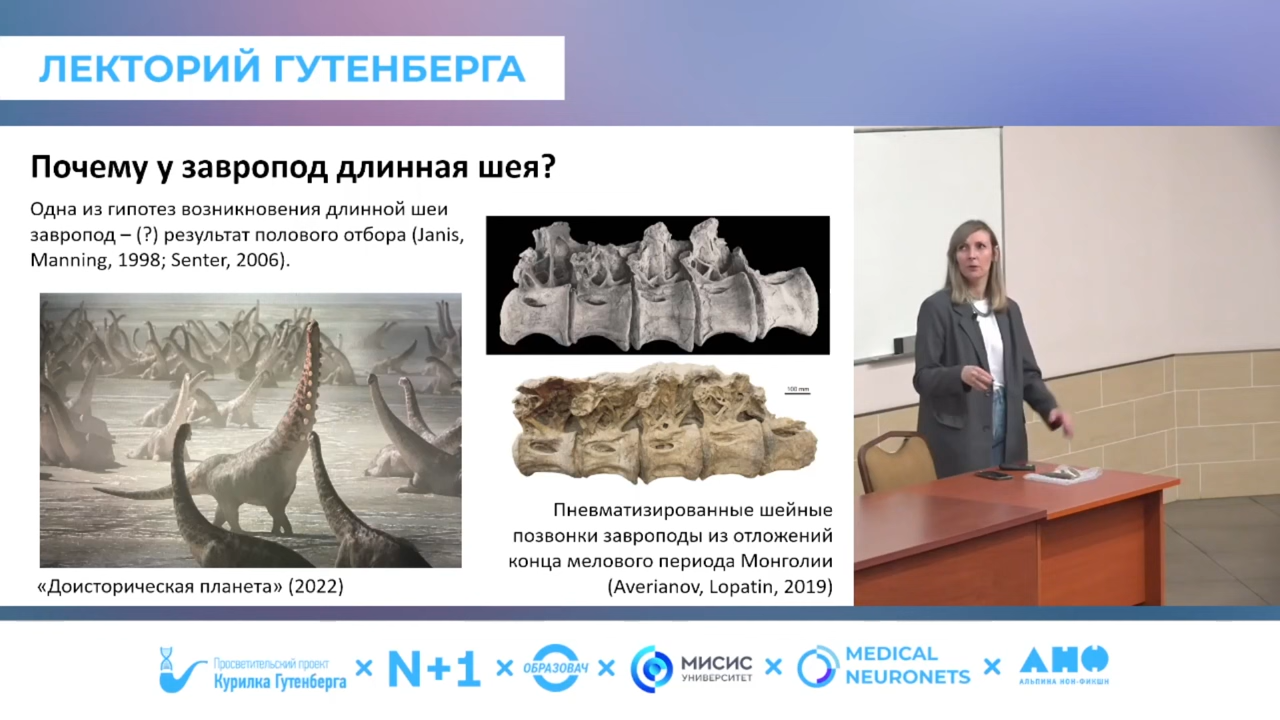 ЛЕКТОРИЙ ГУТЕНБЕРГА
Почему у завропод длинная шея?
Одна из гипотез возникновения длинной шеи
завропод – (?) результат полового отбора (Janis,
Manning, 1998; Senter, 2006).
«Доисторическая планета» (2022)
100 mm
Пневматизированные шейные
позвонки завроподы из отложений
конца мелового периода Монголии
(Averianov, Lopatin, 2019)
Просветительский проект
Курилка Гутенберга
×
N+1
×
ОБРАЗОВАЧ
×
МИСИС
УНИВЕРСИТЕТ
×
MEDICAL
NEURONETS
×
АНФ
АЛЬПИНА НОН-ФИКШН